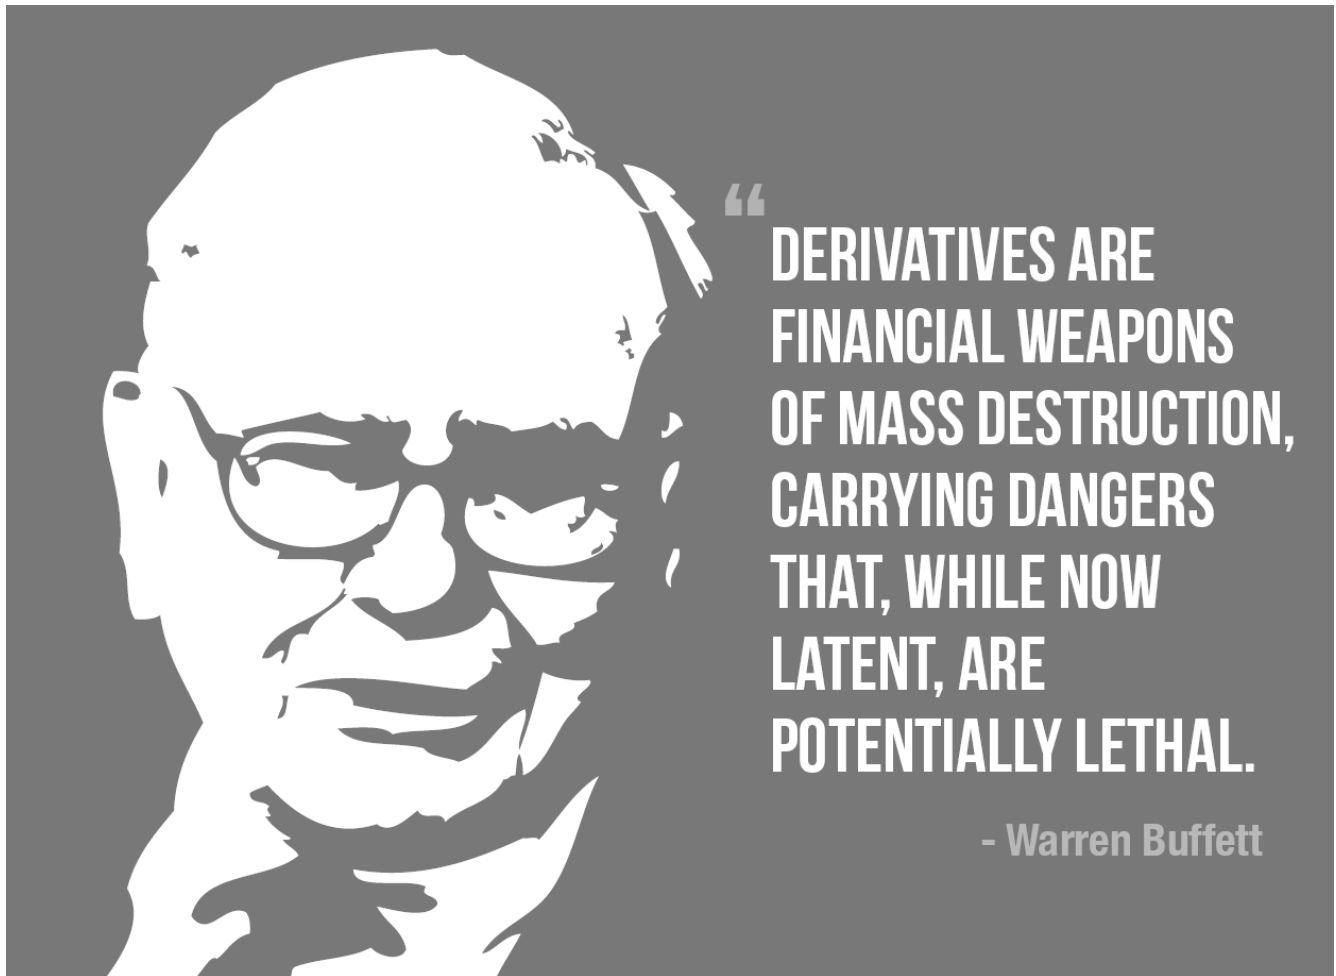 “
DERIVATIVES ARE
FINANCIAL WEAPONS
OF MASS DESTRUCTION,
CARRYING DANGERS
THAT, WHILE NOW
LATENT, ARE
POTENTIALLY LETHAL.
- Warren Buffett